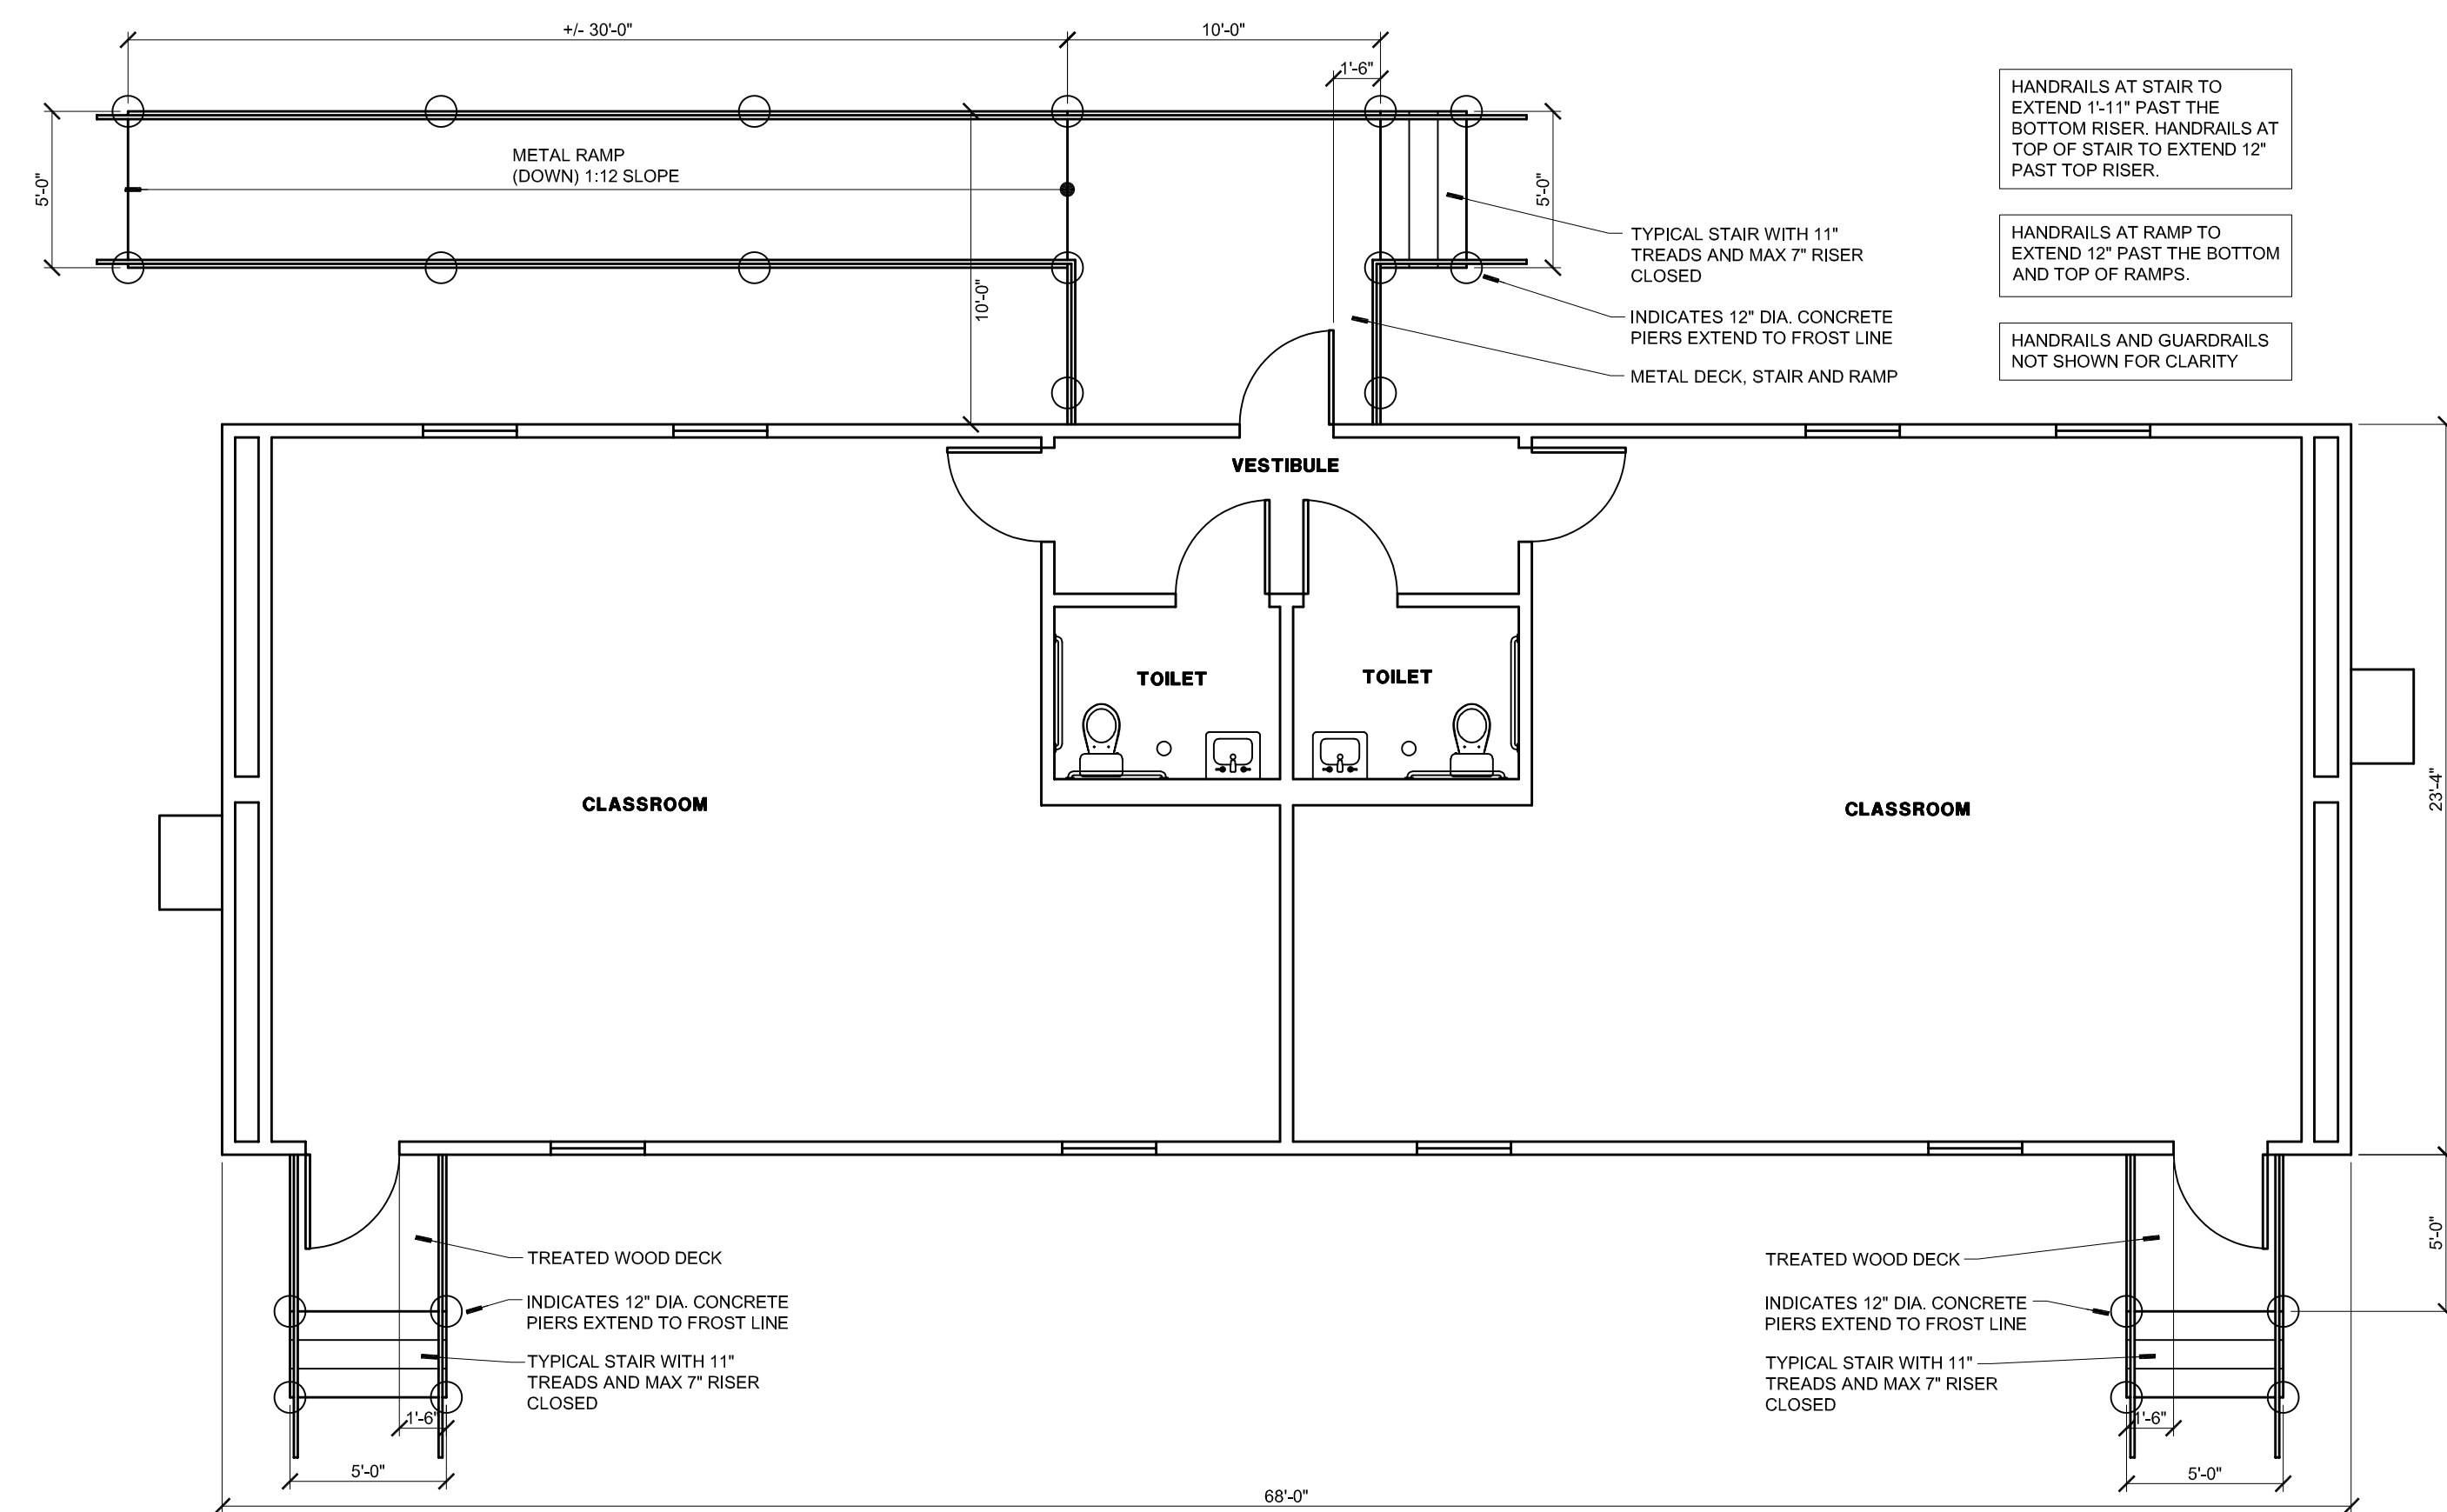 +/- 30'-0"
10'-0"
1'-6"
HANDRAILS AT STAIR TO
EXTEND 1'-11" PAST THE
BOTTOM RISER. HANDRAILS AT
TOP OF STAIR TO EXTEND 12"
PAST TOP RISER.
METAL RAMP
(DOWN) 1:12 SLOPE
5'-0"
5'-0"
10'-0"
TYPICAL STAIR WITH 11"
TREADS AND MAX 7" RISER
CLOSED
HANDRAILS AT RAMP TO
EXTEND 12" PAST THE BOTTOM
AND TOP OF RAMPS.
INDICATES 12" DIA. CONCRETE
PIERS EXTEND TO FROST LINE
HANDRAILS AND GUARDRAILS
NOT SHOWN FOR CLARITY
METAL DECK, STAIR AND RAMP
VESTIBULE
TOILET
TOILET
CLASSROOM
CLASSROOM
23'-4"
TREATED WOOD DECK
INDICATES 12" DIA. CONCRETE
PIERS EXTEND TO FROST LINE
TYPICAL STAIR WITH 11"
TREADS AND MAX 7" RISER
CLOSED
1'-6"
5'-0"
TREATED WOOD DECK
INDICATES 12" DIA. CONCRETE
PIERS EXTEND TO FROST LINE
TYPICAL STAIR WITH 11"
TREADS AND MAX 7" RISER
CLOSED
1'-6"
5'-0"
5'-0"
68'-0"